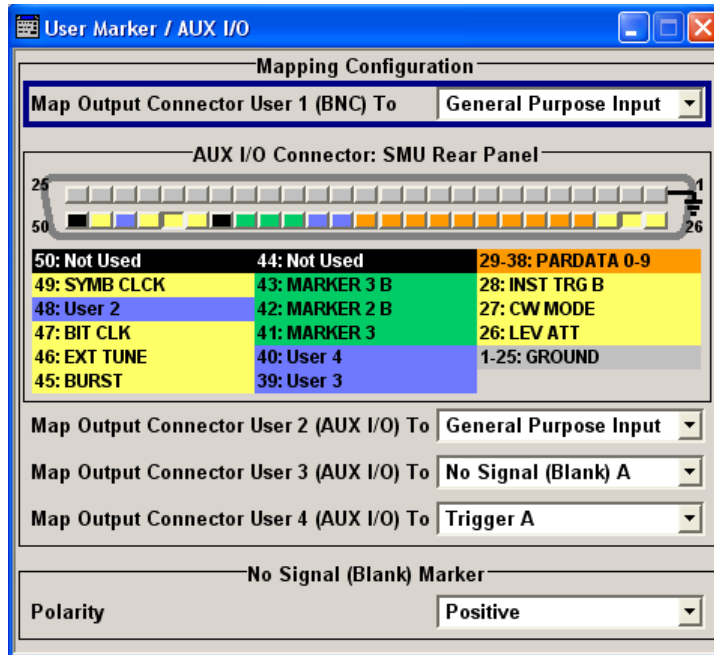 User Marker / AUX I/O
Mapping Configuration
Map Output Connector User 1 (BNC) To General Purpose Input
AUX I/O Connector: SMU Rear Panel
25 1
50 26
50: Not Used 44: Not Used 29-38: PARDATA 0-9
49: SYMB CLCK 43: MARKER 3 B 28: INST TRG B
48: User 2 42: MARKER 2 B 27: CW MODE
47: BIT CLK 41: MARKER 3 26: LEV ATT
46: EXT TUNE 40: User 4 1-25: GROUND
45: BURST 39: User 3
Map Output Connector User 2 (AUX I/O) To General Purpose Input
Map Output Connector User 3 (AUX I/O) To No Signal (Blank) A
Map Output Connector User 4 (AUX I/O) To Trigger A
No Signal (Blank) Marker
Polarity Positive